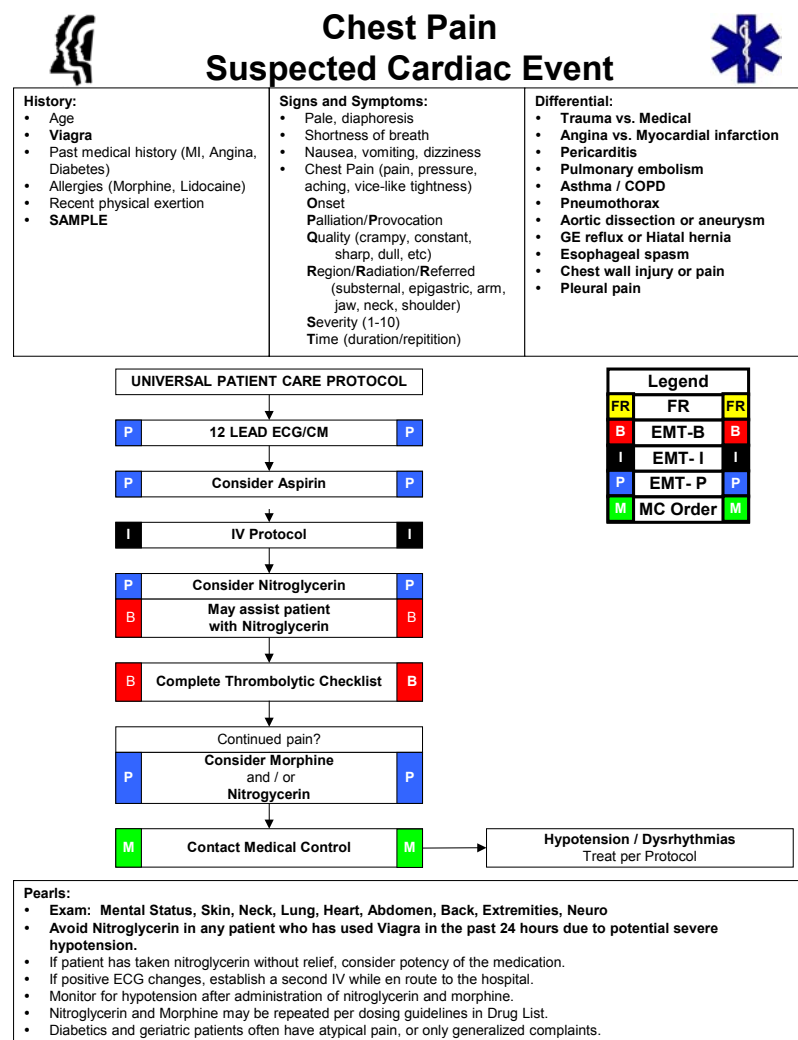 Chest Pain
Suspected Cardiac Event
History:
• Age
• Viagra
• Past medical history (MI, Angina,
Diabetes)
• Allergies (Morphine, Lidocaine)
• Recent physical exertion
• SAMPLE
Signs and Symptoms:
• Pale, diaphoresis
• Shortness of breath
• Nausea, vomiting, dizziness
• Chest Pain (pain, pressure,
aching, vice-like tightness)
Onset
Palliation/Provocation
Quality (crampy, constant,
sharp, dull, etc)
Region/Radiation/Referred
(substernal, epigastric, arm,
jaw, neck, shoulder)
Severity (1-10)
Time (duration/repitition)
Differential:
• Trauma vs. Medical
• Angina vs. Myocardial infarction
• Pericarditis
• Pulmonary embolism
• Asthma / COPD
• Pneumothorax
• Aortic dissection or aneurysm
• GE reflux or Hiatal hernia
• Esophageal spasm
• Chest wall injury or pain
• Pleural pain
UNIVERSAL PATIENT CARE PROTOCOL
P 12 LEAD ECG/CM P
P Consider Aspirin P
I IV Protocol I
P Consider Nitroglycerin P
B May assist patient
with Nitroglycerin B
B Complete Thrombolytic Checklist B
Continued pain?
Consider Morphine
P and / or P
Nitrogycerin
M Contact Medical Control M
Hypotension / Dysrhythmias
Treat per Protocol
Legend
FR FR FR
B EMT-B B
I EMT- I I
P EMT- P P
M MC Order M
Pearls:
• Exam: Mental Status, Skin, Neck, Lung, Heart, Abdomen, Back, Extremities, Neuro
• Avoid Nitroglycerin in any patient who has used Viagra in the past 24 hours due to potential severe
hypotension.
• If patient has taken nitroglycerin without relief, consider potency of the medication.
• If positive ECG changes, establish a second IV while en route to the hospital.
• Monitor for hypotension after administration of nitroglycerin and morphine.
• Nitroglycerin and Morphine may be repeated per dosing guidelines in Drug List.
• Diabetics and geriatric patients often have atypical pain, or only generalized complaints.